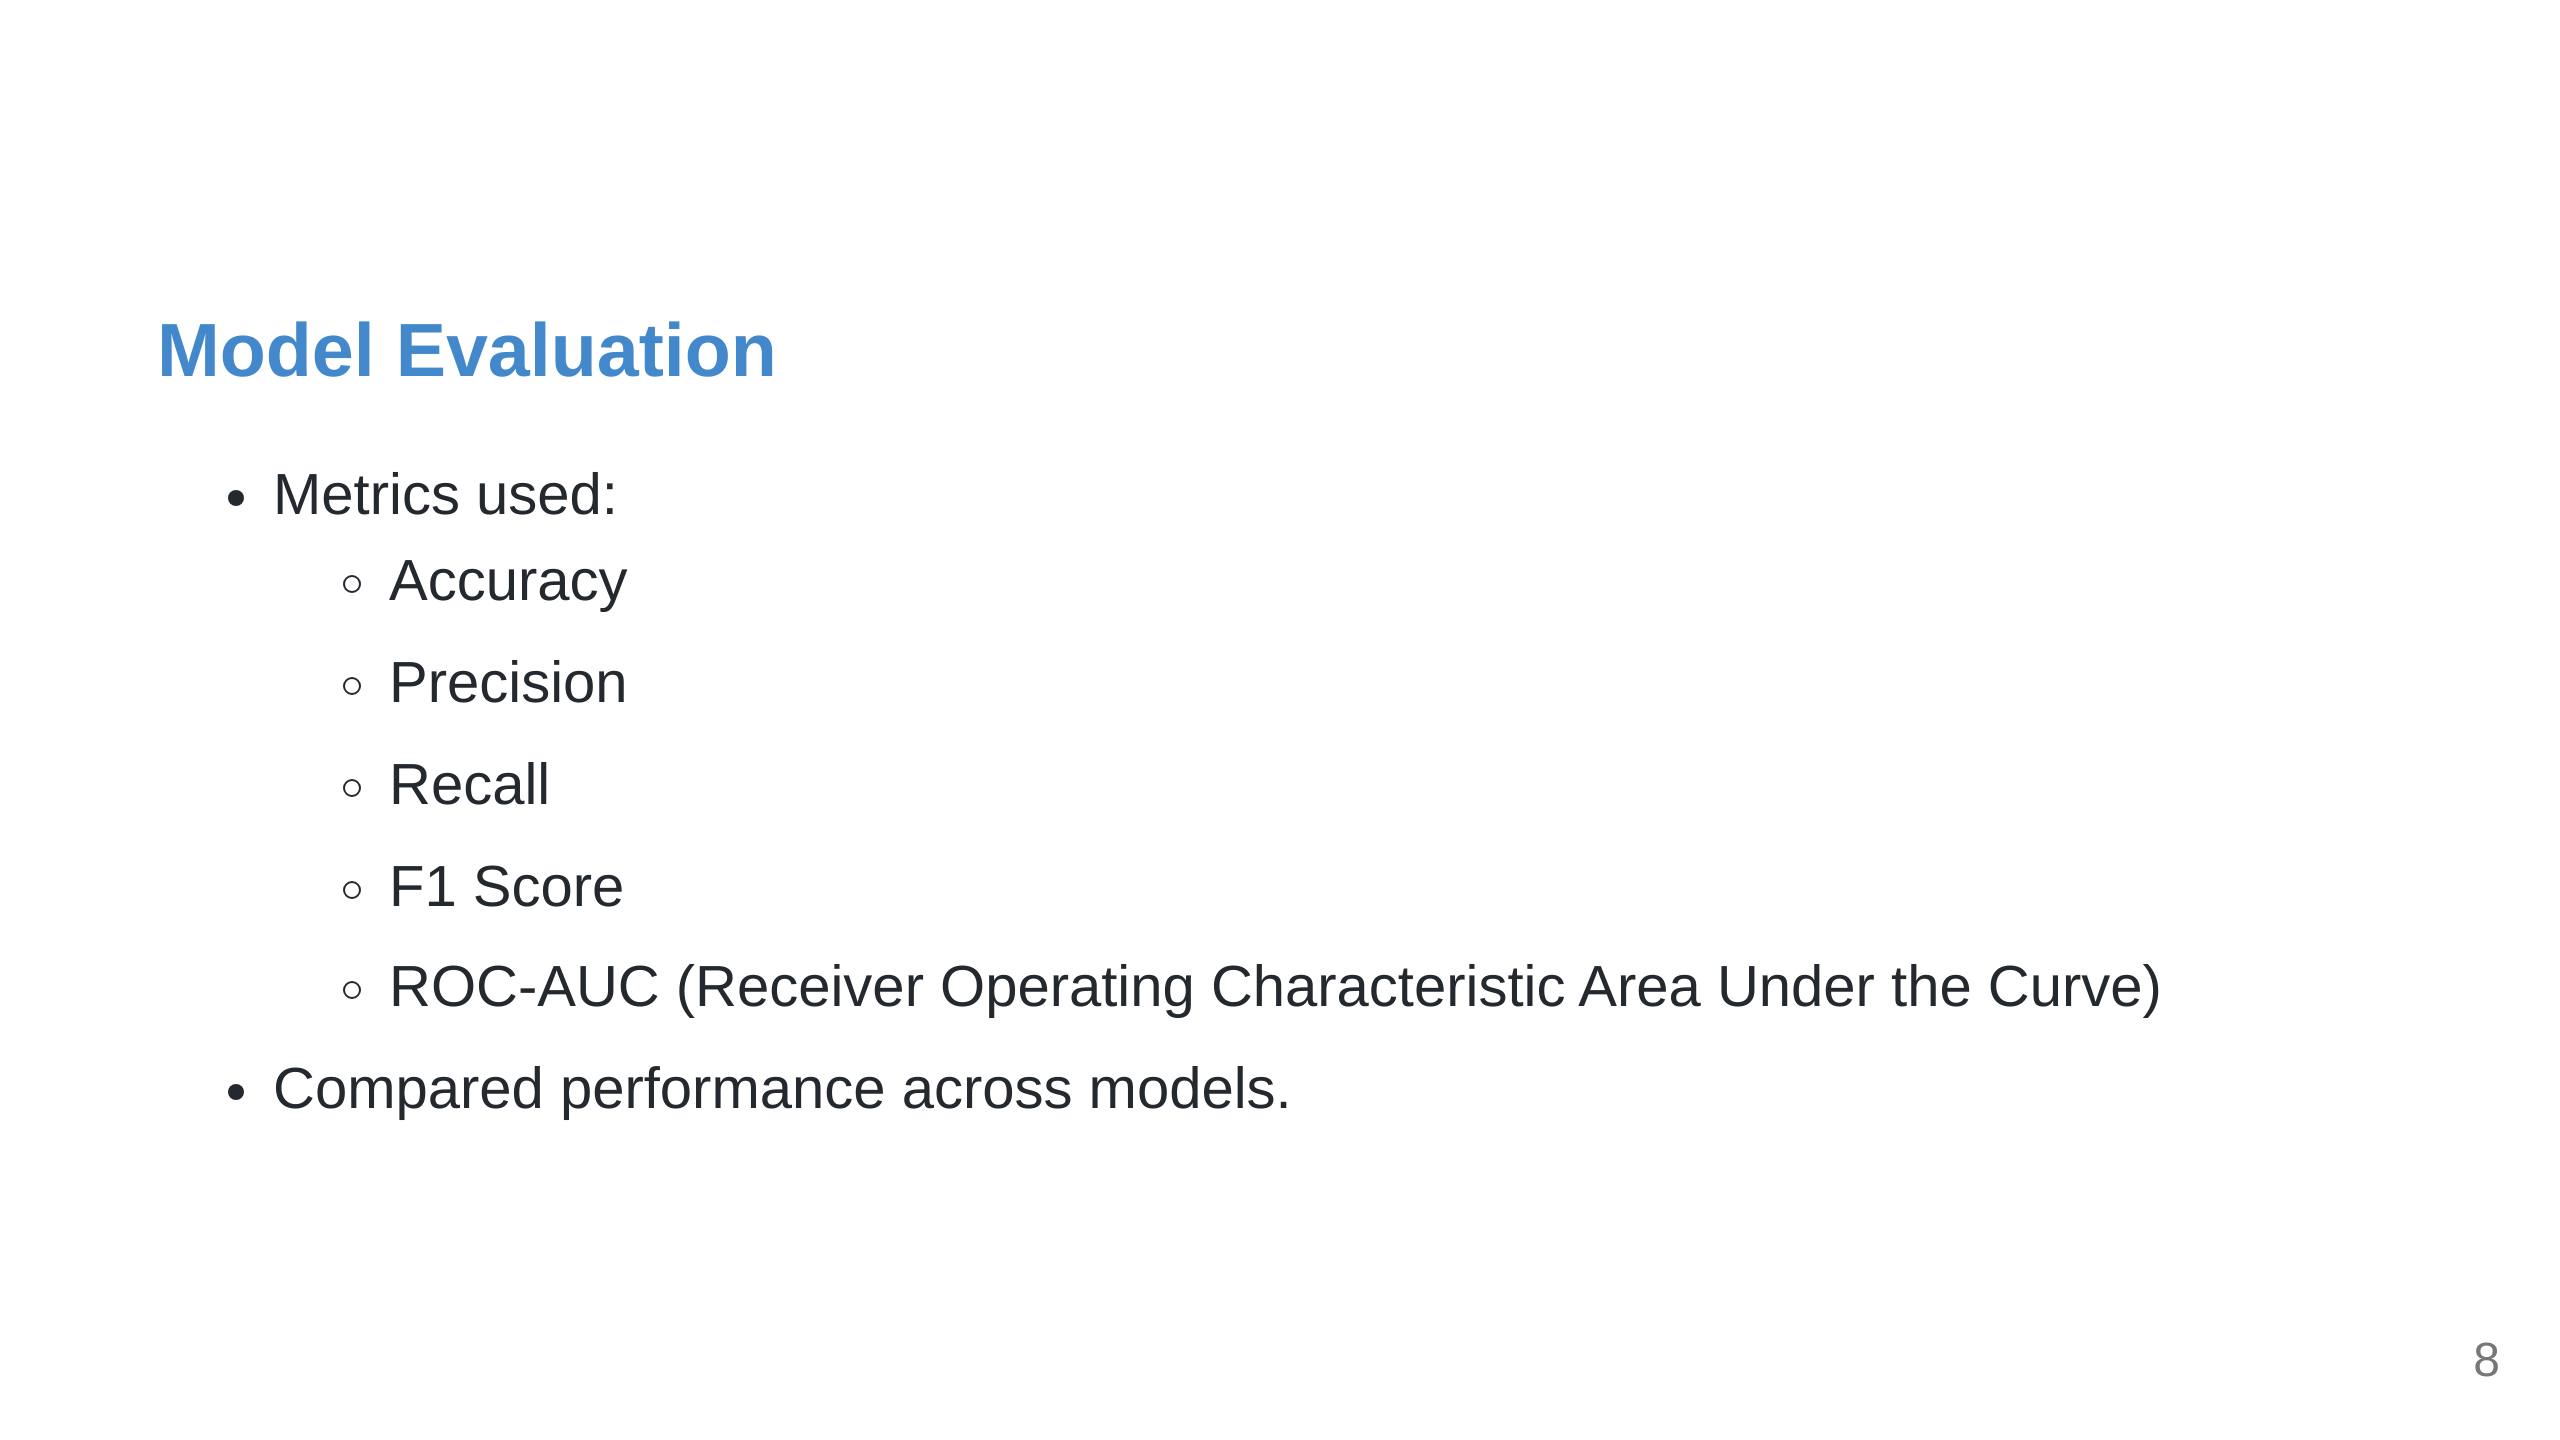 Model Evaluation
• Metrics used:
◦ Accuracy
◦ Precision
◦ Recall
◦ F1 Score
◦ ROC-AUC (Receiver Operating Characteristic Area Under the Curve)
• Compared performance across models.
8